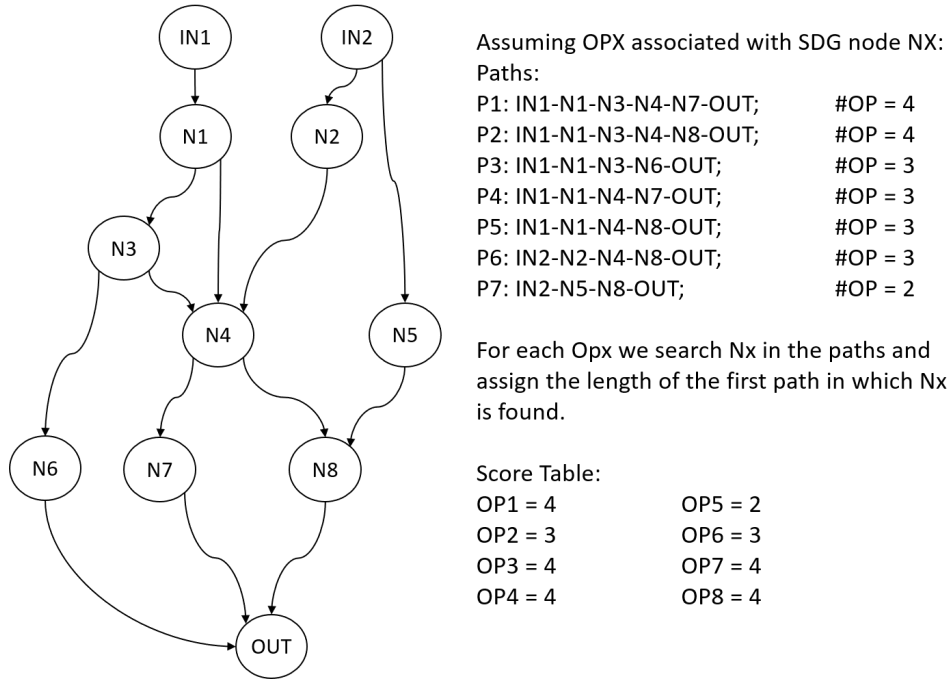 IN1
IN2
N1
N2
N3
N4
N5
N6
N7
N8
OUT
Assuming OPX associated with SDG node NX:
Paths:
P1: IN1-N1-N3-N4-N7-OUT; #OP = 4
P2: IN1-N1-N3-N4-N8-OUT; #OP = 4
P3: IN1-N1-N3-N6-OUT; #OP = 3
P4: IN1-N1-N4-N7-OUT; #OP = 3
P5: IN1-N1-N4-N8-OUT; #OP = 3
P6: IN2-N2-N4-N8-OUT; #OP = 3
P7: IN2-N5-N8-OUT; #OP = 2
For each Opx we search Nx in the paths and
assign the length of the first path in which Nx
is found.
Score Table:
OP1 = 4 OP5 = 2
OP2 = 3 OP6 = 3
OP3 = 4 OP7 = 4
OP4 = 4 OP8 = 4